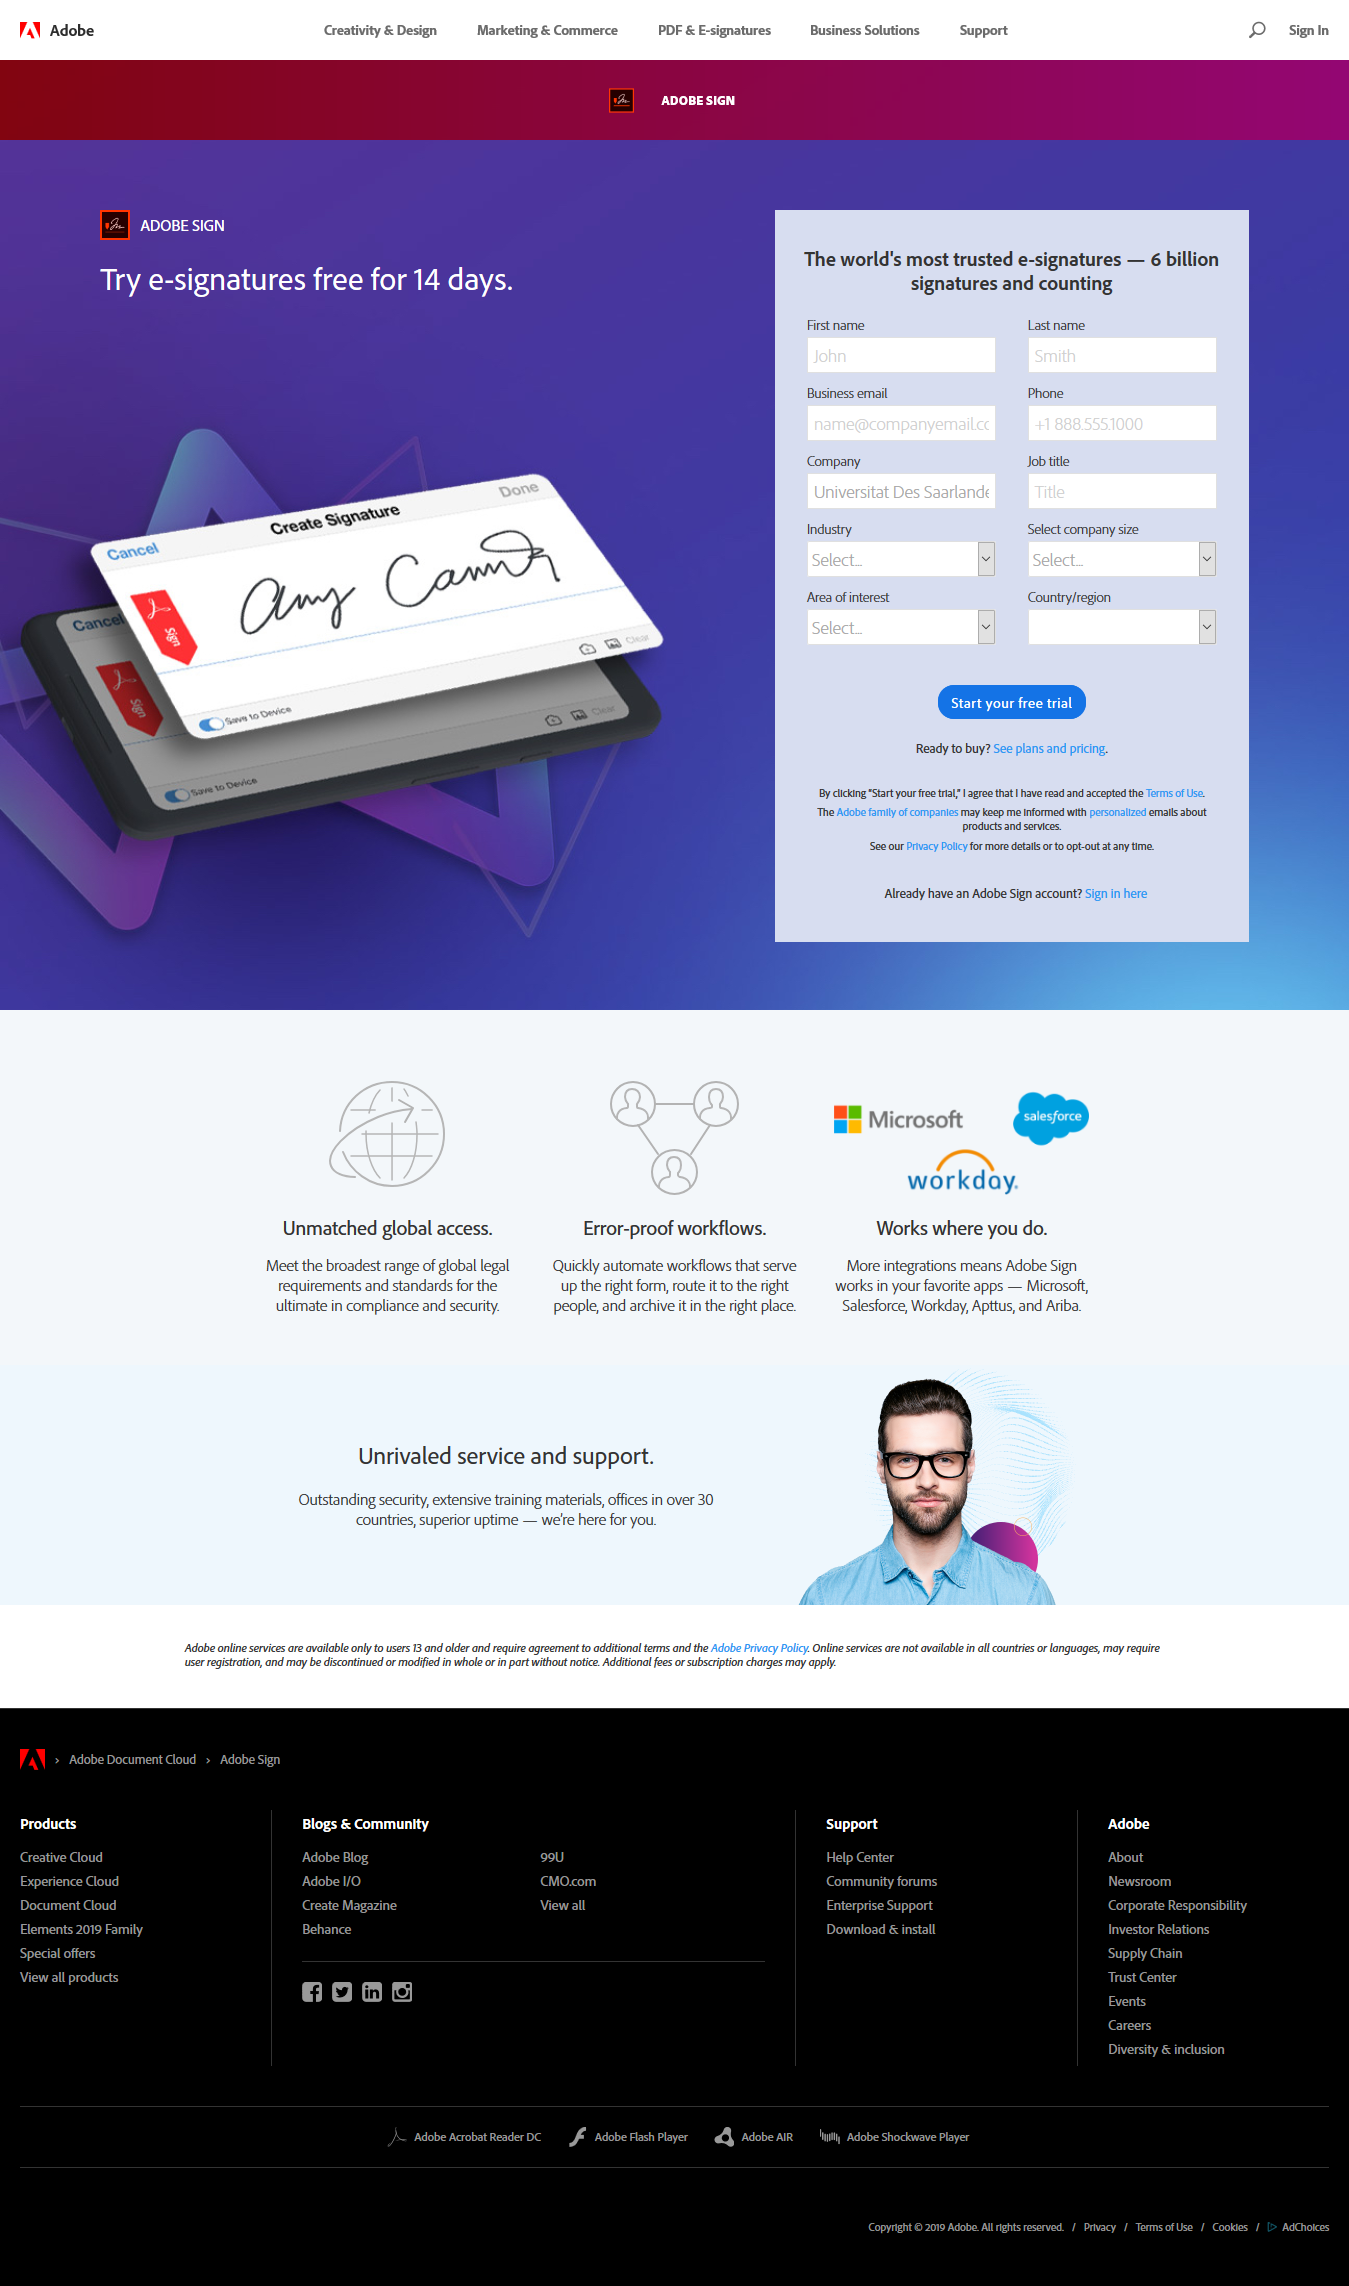 Adobe
Creativity & Design
Marketing & Commerce
PDF & E-signatures
Business Solutions
Support
Sign In
ADOBE SIGN
ADOBE SIGN
Try e-signatures free for 14 days.
Cancel
Create Signature
Done
Amy
Sign
Clear
Save to Device
Cancel
Sign
Clear
Save to Device
The world's most trusted e-signatures — 6 billion
signatures and counting
First name
Last name
John
Smith
Business email
Phone
name@companyemail.cc
+1 888.555.1000
Company
Job title
Universitat Des Saarlande
Title
Industry
Select company size
Select...
Select...
Area of interest
Country/region
Select...
Start your free trial
Ready to buy? See plans and pricing.
By clicking "Start your free trial," I agree that I have read and accepted the Terms of Use.
The Adobe family of companies may keep me informed with personalized emails about
products and services.
See our Privacy Policy for more details or to opt-out at any time.
Already have an Adobe Sign account? Sign in here
Microsoft
salesforce
workday.
Unmatched global access.
Meet the broadest range of global legal
requirements and standards for the
ultimate in compliance and security.
Error-proof workflows.
Quickly automate workflows that serve
up the right form, route it to the right
people, and archive it in the right place.
Works where you do.
More integrations means Adobe Sign
works in your favorite apps — Microsoft,
Salesforce, Workday, Apttus, and Ariba.
Unrivaled service and support.
Outstanding security, extensive training materials, offices in over 30
countries, superior uptime — we're here for you.
Adobe online services are available only to users 13 and older and require agreement to additional terms and the Adobe Privacy Policy. Online services are not available in all countries or languages, may require
user registration, and may be discontinued or modified in whole or in part without notice. Additional fees or subscription charges may apply.
› Adobe Document Cloud › Adobe Sign
Products
Creative Cloud
Experience Cloud
Document Cloud
Elements 2019 Family
Special offers
View all products
Blogs & Community
Adobe Blog
Adobe I/O
Create Magazine
Behance
99U
CMO.com
View all
Support
Help Center
Community forums
Enterprise Support
Download & install
Adobe
About
Newsroom
Corporate Responsibility
Investor Relations
Supply Chain
Trust Center
Events
Careers
Diversity & inclusion
Adobe Acrobat Reader DC
Adobe Flash Player
Adobe AIR
Adobe Shockwave Player
Copyright © 2019 Adobe. All rights reserved. / Privacy / Terms of Use / Cookies / AdChoices